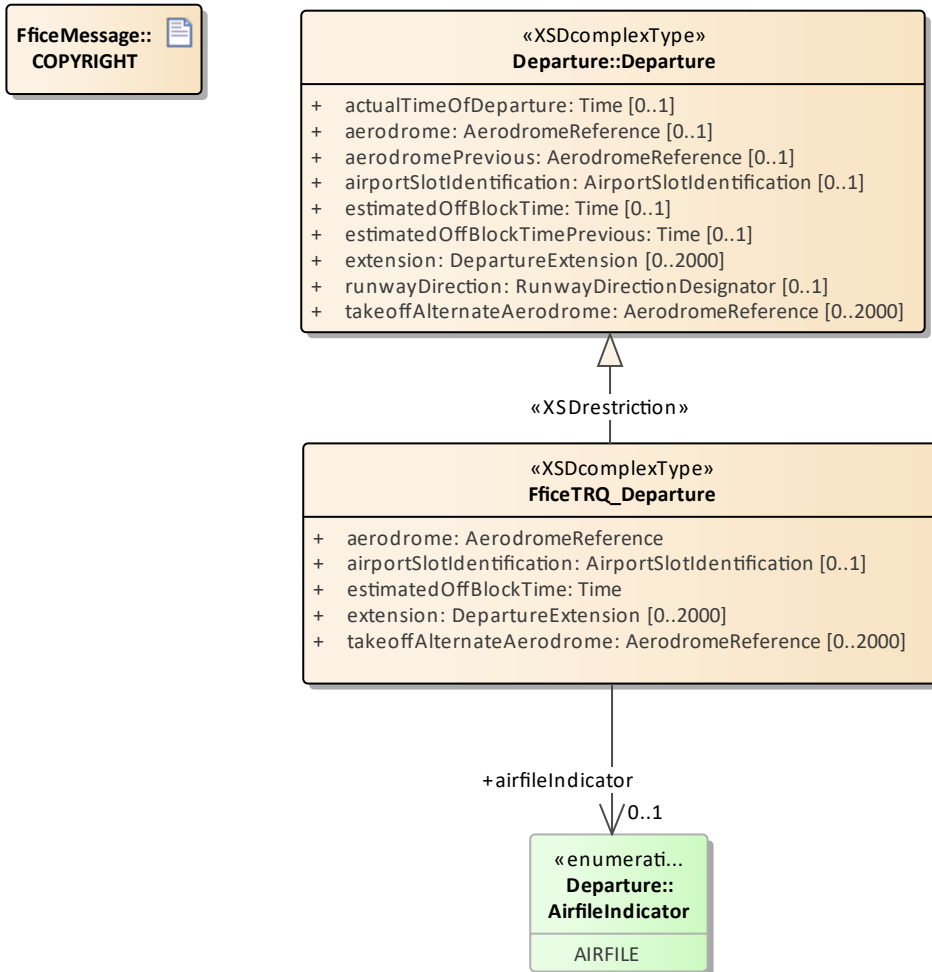 FficeMessage::
COPYRIGHT
«XSDcomplexType»
Departure::Departure
+ actualTimeOfDeparture: Time [0..1]
+ aerodrome: AerodromeReference [0..1]
+ aerodromePrevious: AerodromeReference [0..1]
+ airportSlotIdentification: AirportSlotIdentification [0..1]
+ estimatedOffBlockTime: Time [0..1]
+ estimatedOffBlockTimePrevious: Time [0..1]
+ extension: DepartureExtension [0..2000]
+ runwayDirection: RunwayDirectionDesignator [0..1]
+ takeoffAlternateAerodrome: AerodromeReference [0..2000]
«XSDrestriction»
«XSDcomplexType»
FficeTRQ_Departure
+ aerodrome: AerodromeReference
+ airportSlotIdentification: AirportSlotIdentification [0..1]
+ estimatedOffBlockTime: Time
+ extension: DepartureExtension [0..2000]
+ takeoffAlternateAerodrome: AerodromeReference [0..2000]
+airfileIndicator
0..1
«enumerati...
Departure::
AirfileIndicator
AIRFILE